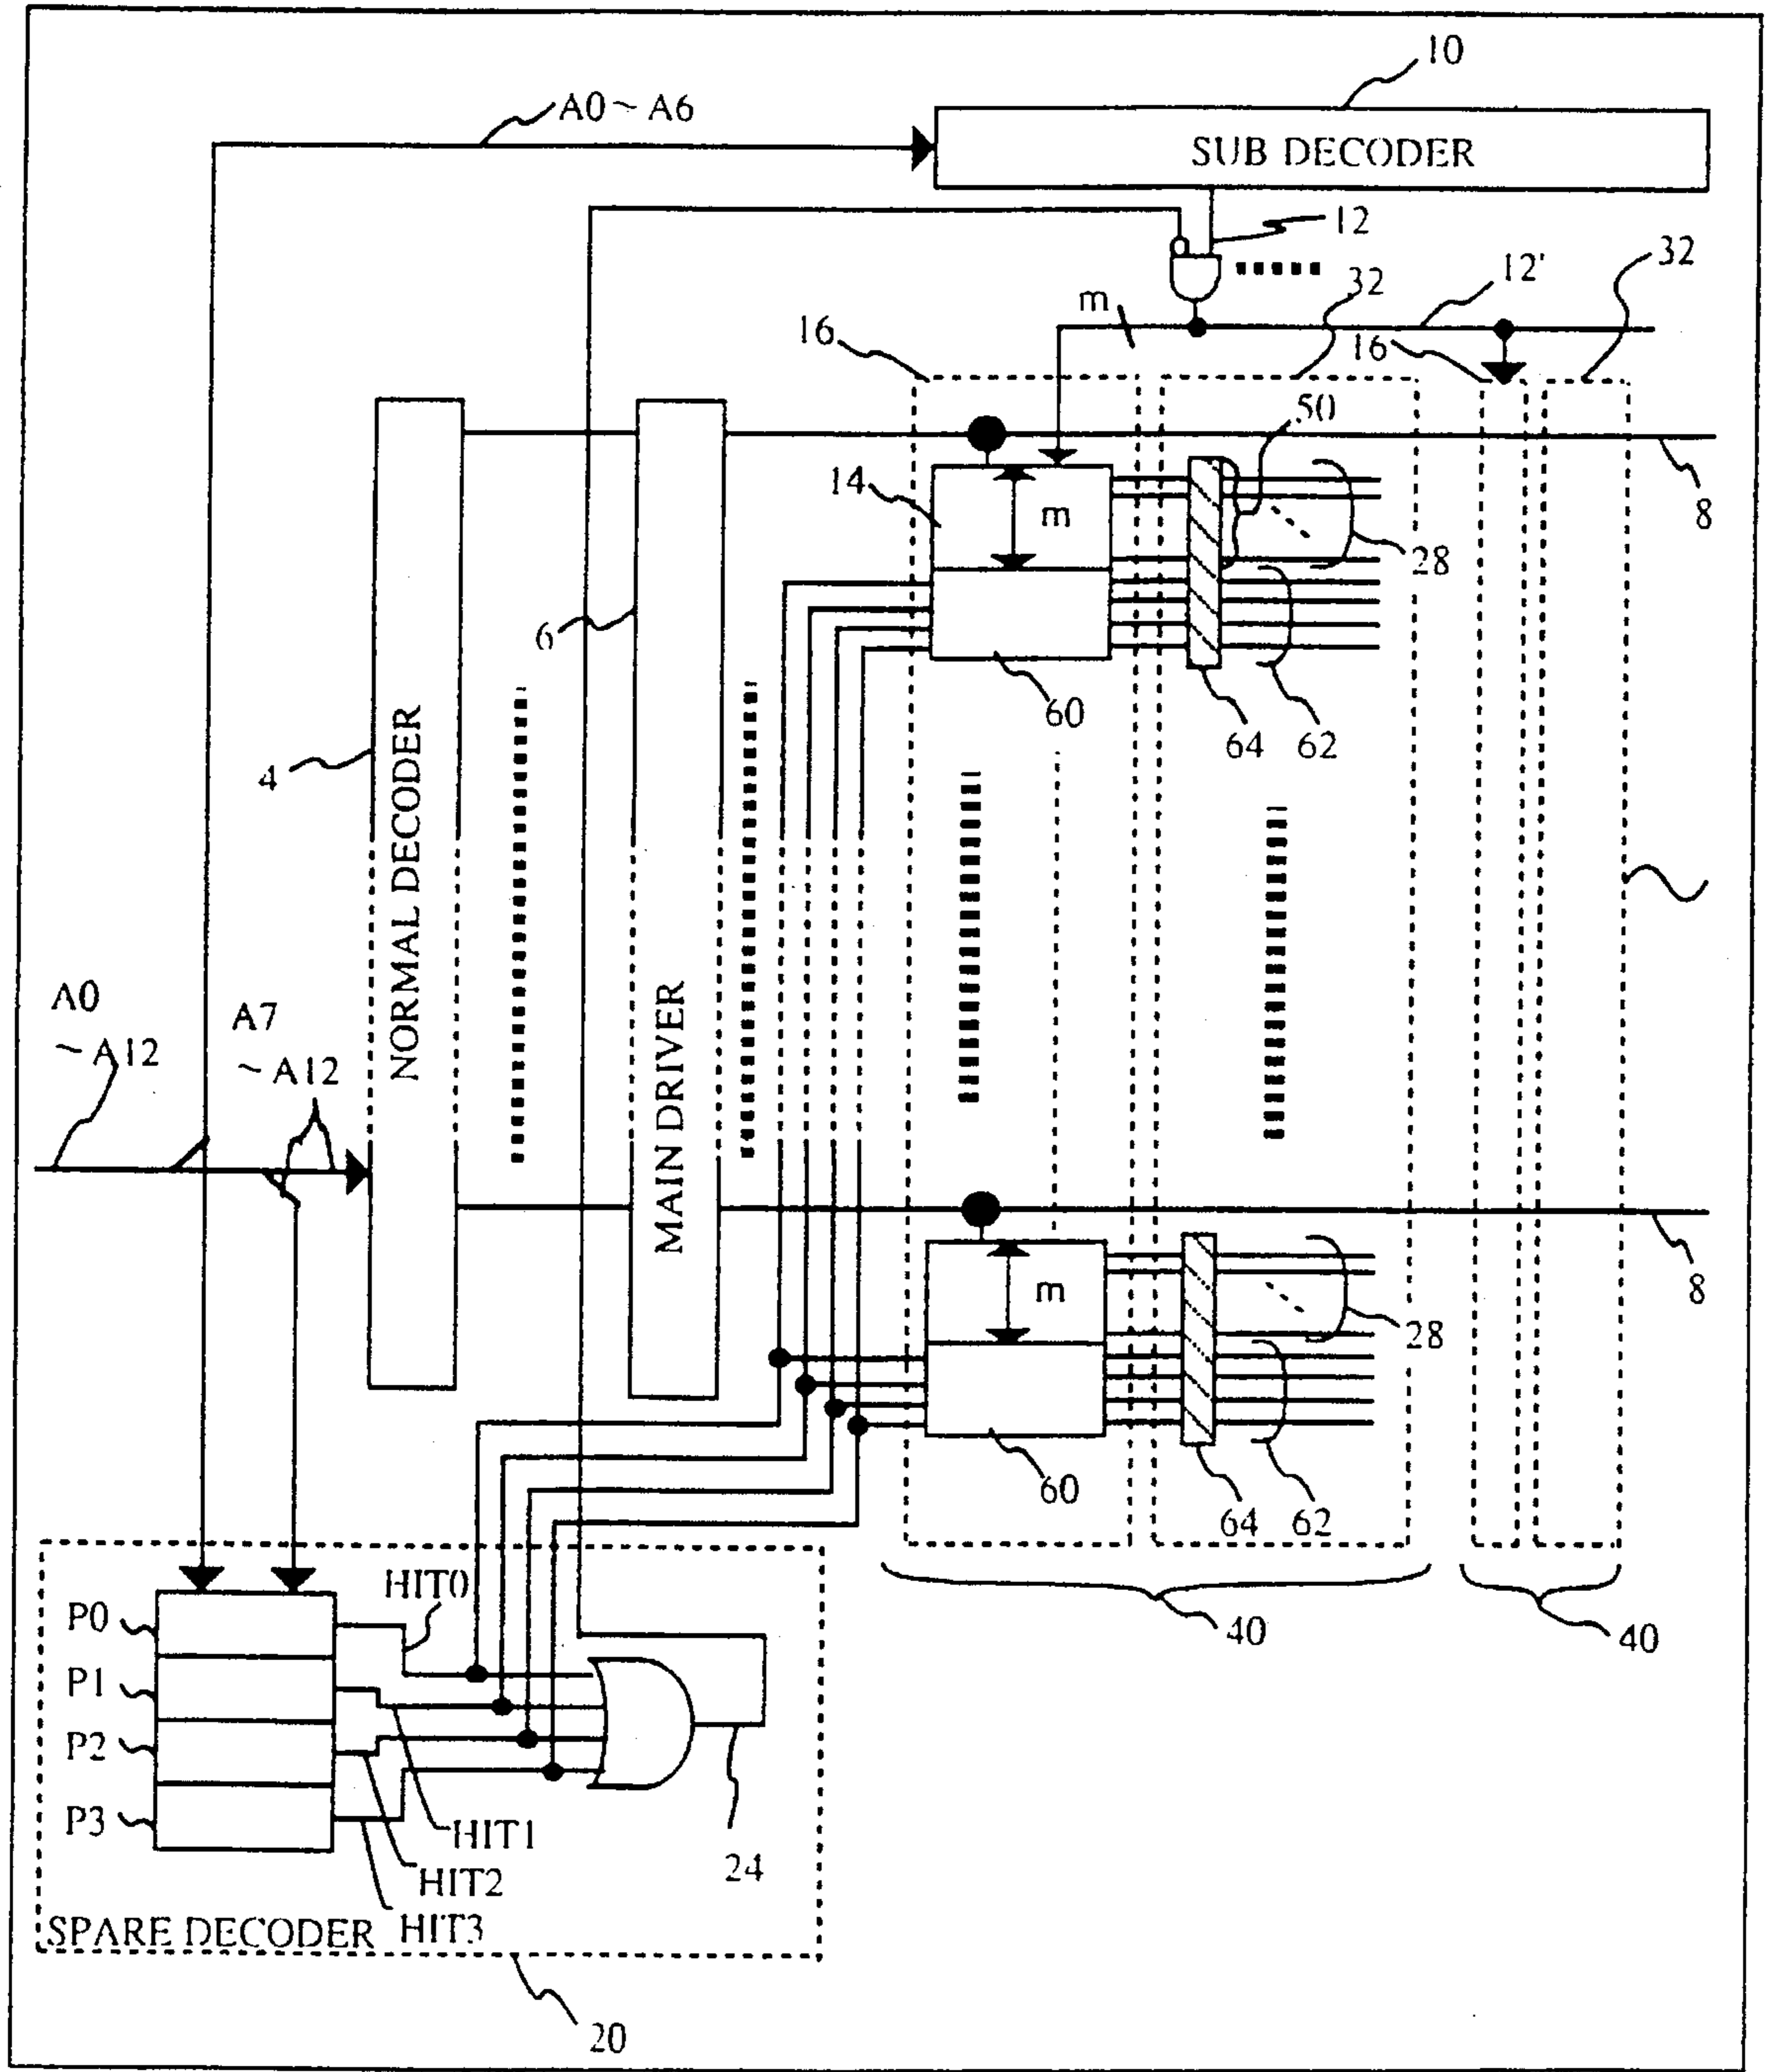 10
A0 ~ A6
SUB DECODER
12
32
32
12'
m
16
16
50
14
m
8
28
6
60
64
62
4
NORMAL DECODER
MAIN DRIVER
A0
~ A12
A7
~ A12
m
8
28
60
64
62
HIT0
P0
P1
P2
P3
40
40
HIT1
HIT2
HIT3
24
SPARE DECODER
20